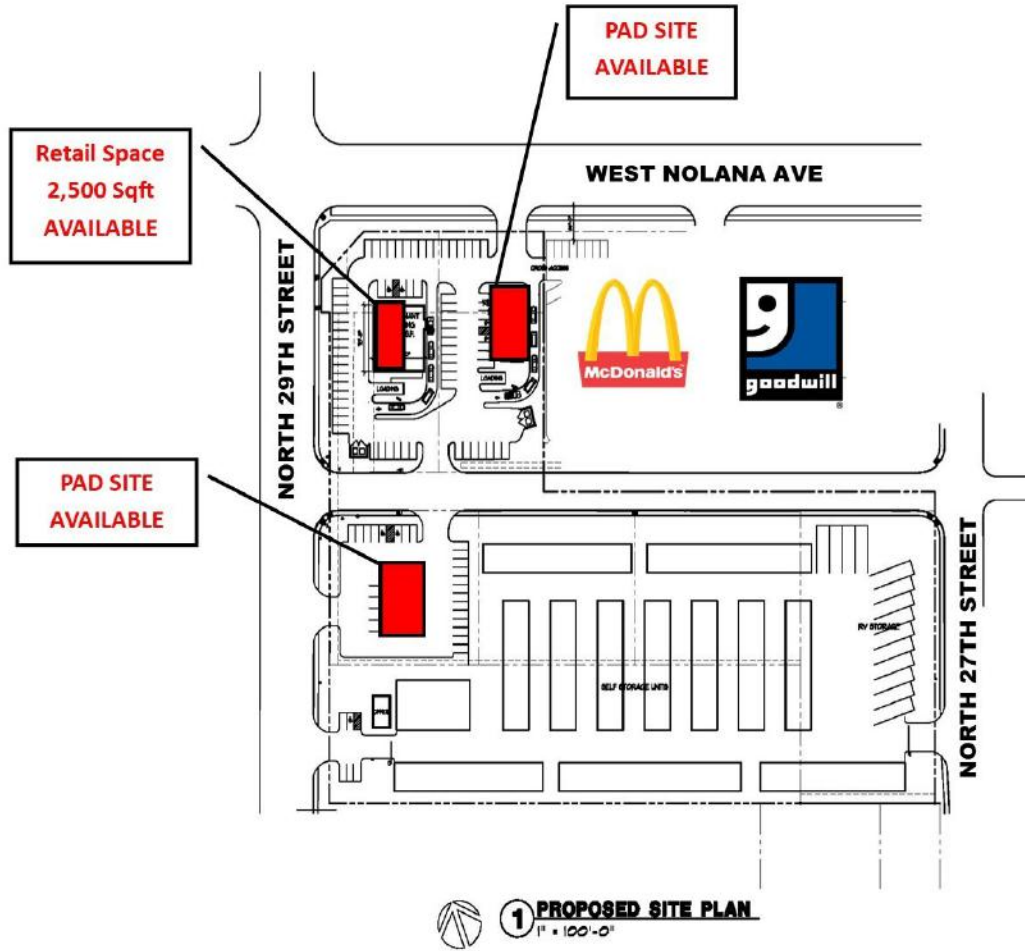 PAD SITE
AVAILABLE
Retail Space
2,500 Sqft
AVAILABLE
WEST NOLANA AVE
NORTH 29TH STREET
CROSS ACCESS
McDonald's
goodwill
®
LOADING
LOADING
PAD SITE
AVAILABLE
NORTH 27TH STREET
RV STORAGE
SELF STORAGE UNITS
OFFICE
1 PROPOSED SITE PLAN
1" = 100'-0"